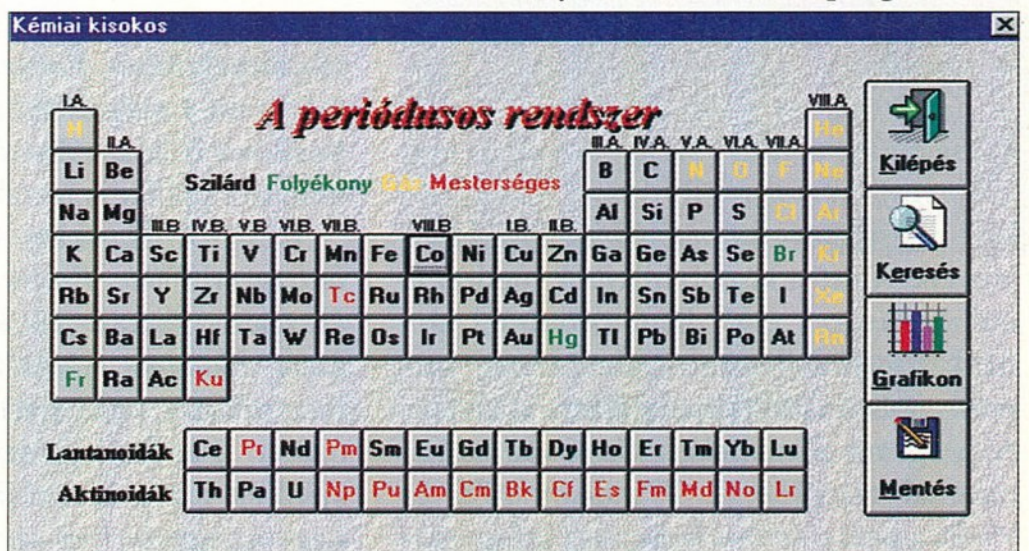 Kémiai kisokos
A periódusos rendszer
I.A. VIII.A
H II.A. III.A. IV.A. V.A. VI.A. VII.A. He
Li Be Szilárd Folyékony Gáz Mesterséges B C N O F Ne
Na Mg III.B IV.B. V.B VI.B. VII.B. VIII.B I.B. II.B. Al Si P S Cl Ar
K Ca Sc Ti V Cr Mn Fe Co Ni Cu Zn Ga Ge As Se Br Kr
Rb Sr Y Zr Nb Mo Tc Ru Rh Pd Ag Cd In Sn Sb Te I Xe
Cs Ba La Hf Ta W Re Os Ir Pt Au Hg Tl Pb Bi Po At Rn
Fr Ra Ac Ku
Lantanoidák Ce Pr Nd Pm Sm Eu Gd Tb Dy Ho Er Tm Yb Lu
Aktinoidák Th Pa U Np Pu Am Cm Bk Cf Es Fm Md No Lr
Kilépés
Keresés
Grafikon
Mentés